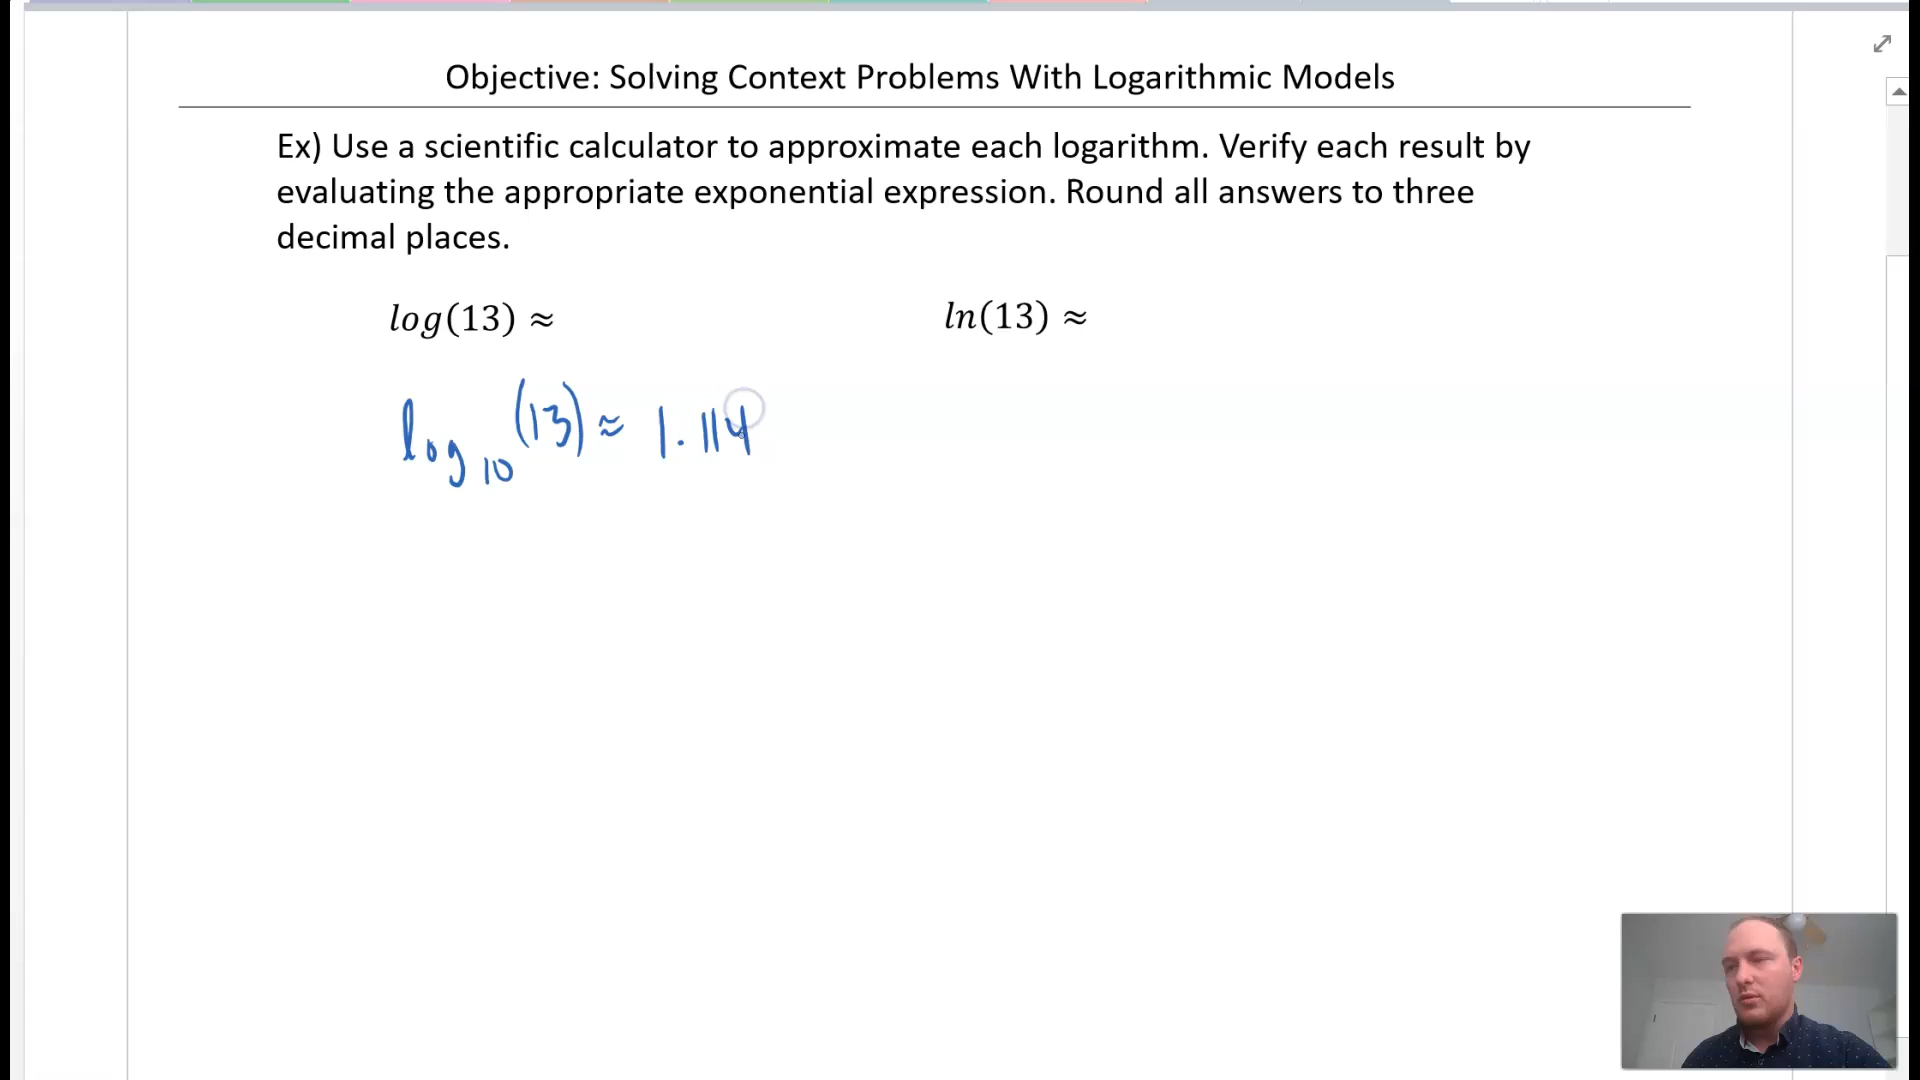 Objective: Solving Context Problems With Logarithmic Models
Ex) Use a scientific calculator to approximate each logarithm. Verify each result by
evaluating the appropriate exponential expression. Round all answers to three
decimal places.
log(13) ≈
ln(13) ≈
log₁₀(13) ≈ 1.114